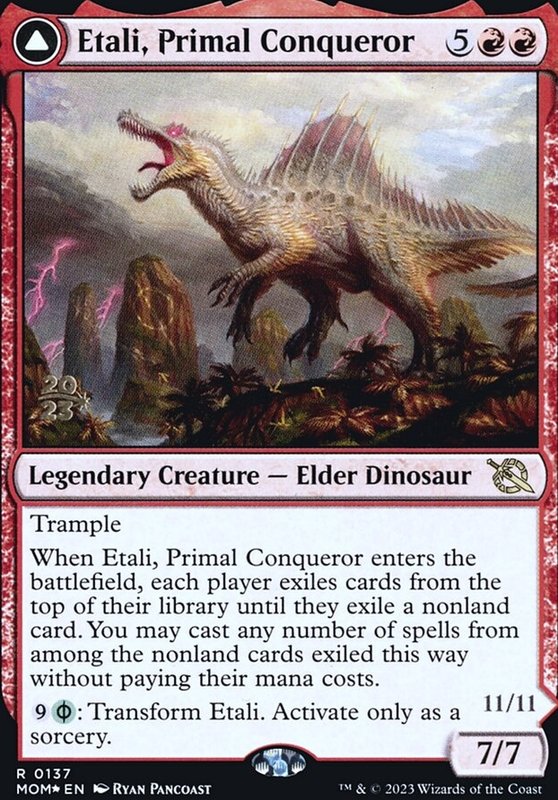 Etali, Primal Conqueror 5
20
23
Legendary Creature — Elder Dinosaur
Trample
When Etali, Primal Conqueror enters the
battlefield, each player exiles cards from the
top of their library until they exile a nonland
card. You may cast any number of spells from
among the nonland cards exiled this way
without paying their mana costs.
9 : Transform Etali. Activate only as a
sorcery.
11/11
7/7
R 0137
MOM★EN Ryan Pancoast
™ & © 2023 Wizards of the Coast